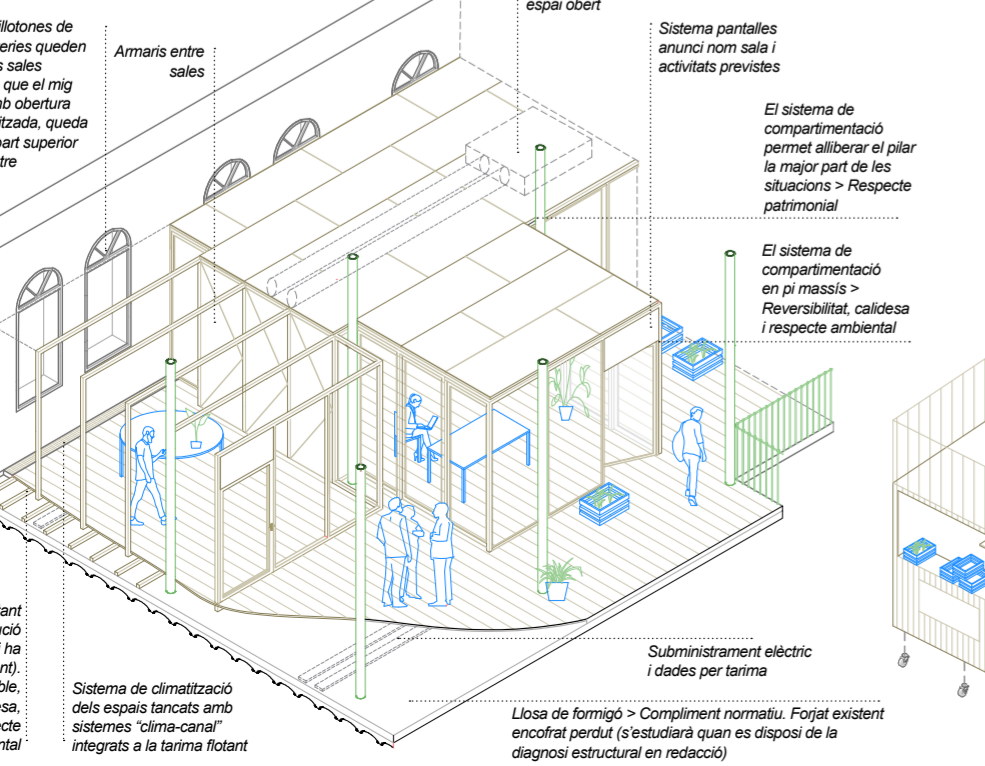 espai obert
illotones de
eries queden
s sales
que el mig
mb obertura
itzada, queda
part superior
tre
Armaris entre
sales
Sistema pantalles
anunci nom sala i
activitats previstes
El sistema de
compartimentació
permet alliberar el pilar
la major part de les
situacions > Respecte
patrimonial
El sistema de
compartimentació
en pi massís >
Reversibilitat, calidesa
i respecte ambiental
tant
ució
i ha
nt).
ble,
esa,
ecte
ntal
Sistema de climatització
dels espais tancats amb
sistemes “clima-canal”
integrats a la tarima flotant
Subministrament elèctric
i dades per tarima
Llosa de formigó > Compliment normatiu. Forjat existent
encofrat perdut (s’estudiarà quan es disposi de la
diagnosi estructural en redacció)